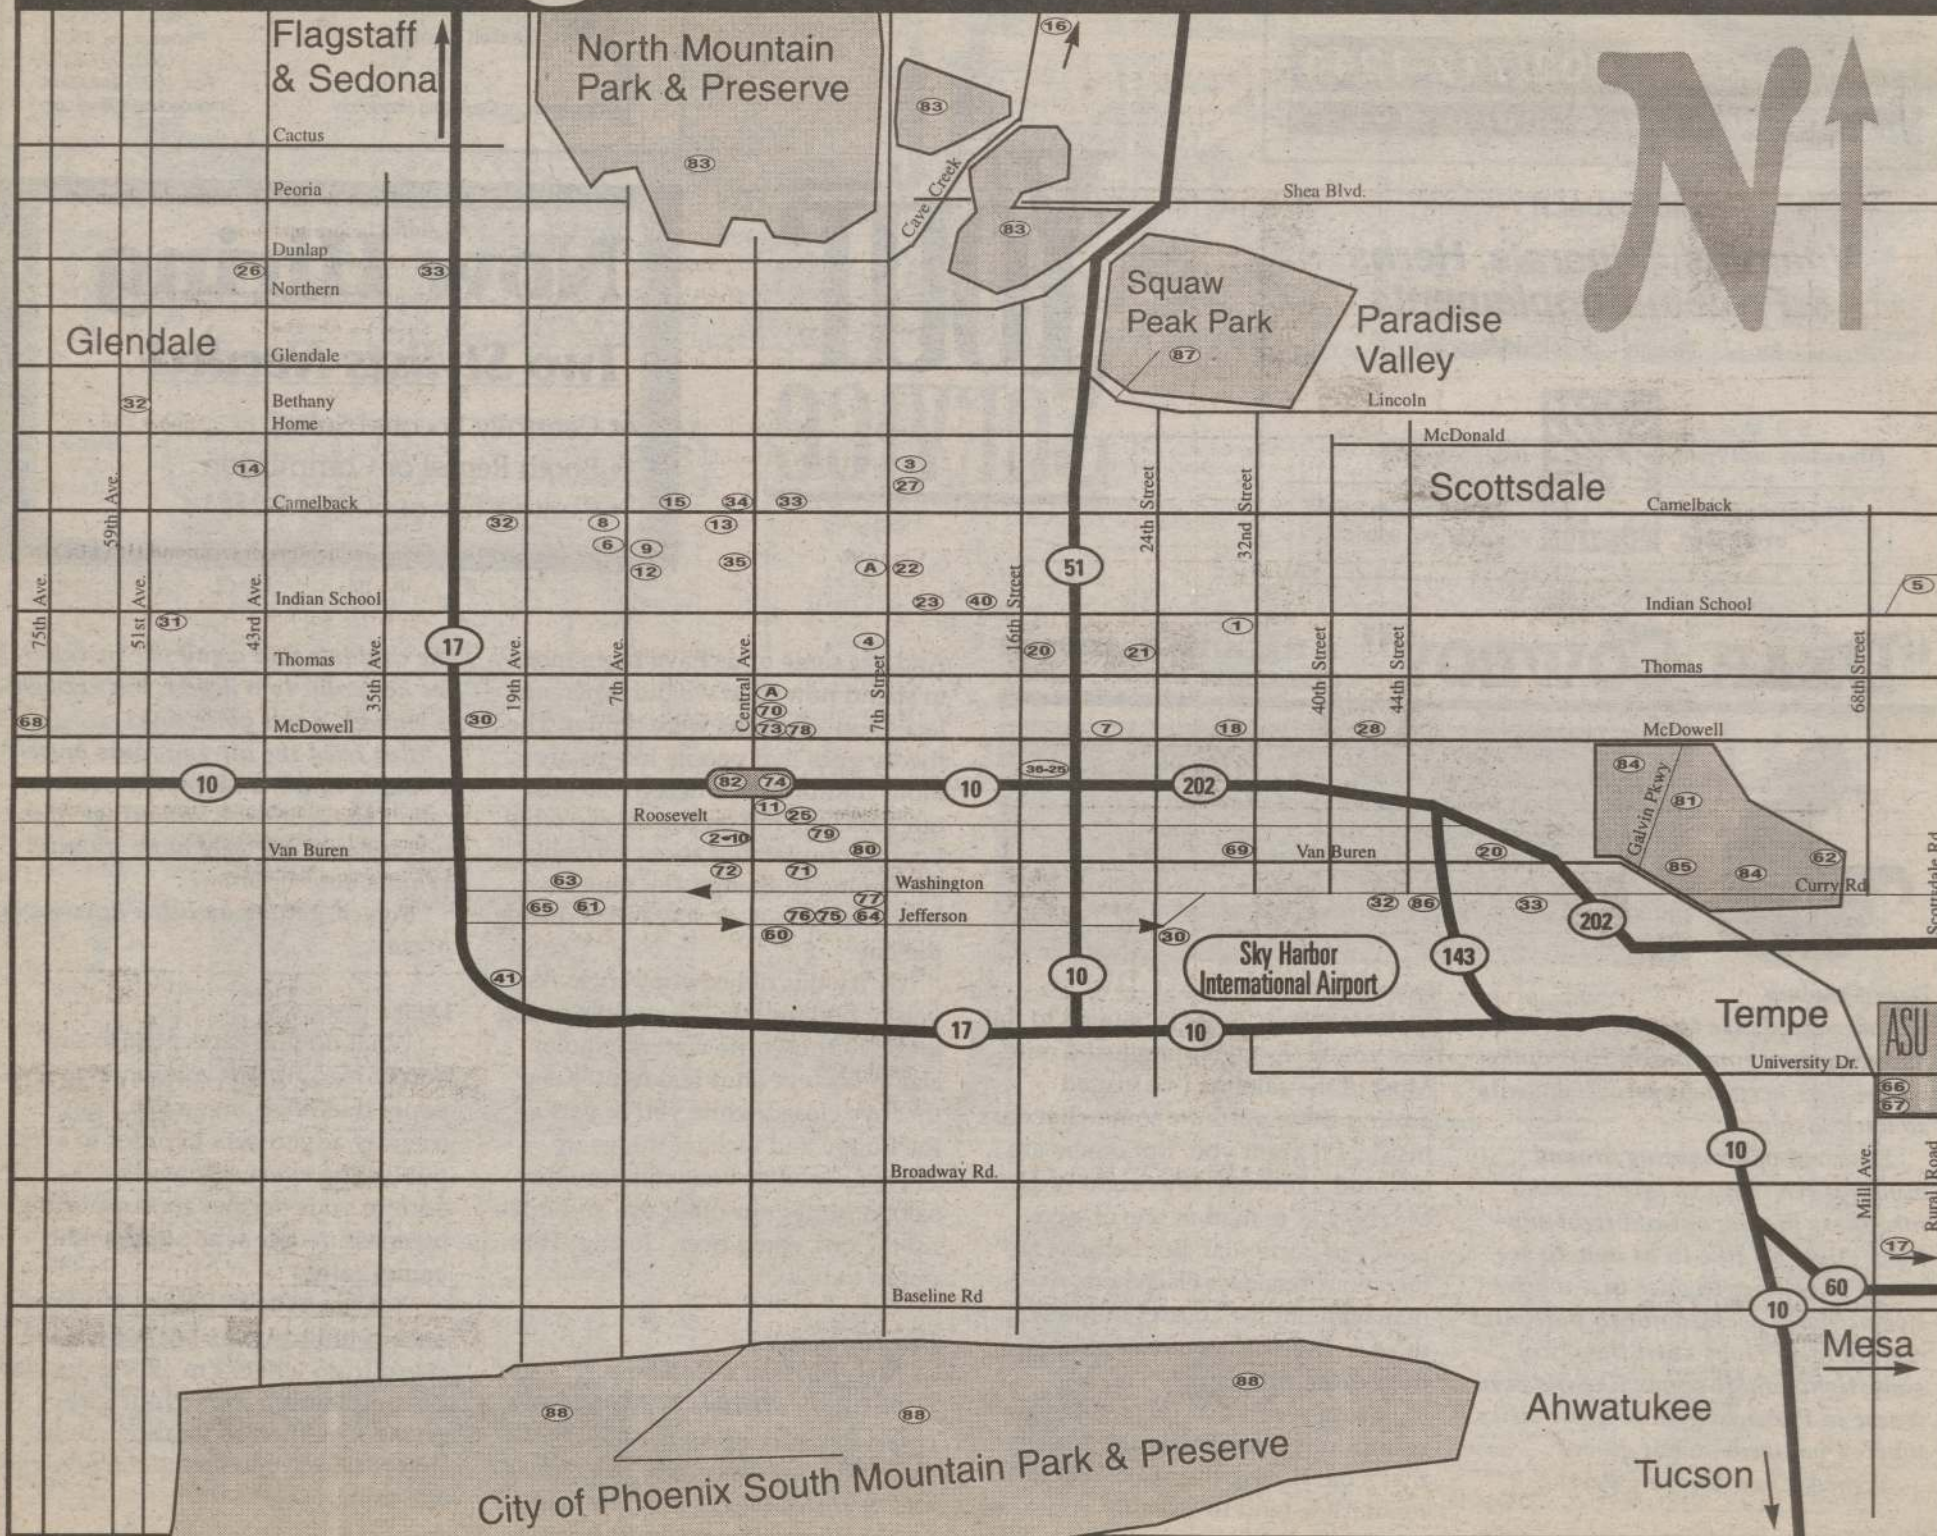 Flagstaff
& Sedona
North Mountain
Park & Preserve
16
N
83
Cactus
83
Peoria
Cave Creek
Shea Blvd.
83
Dunlap
26
33
Northern
Squaw
Peak Park
87
Paradise
Valley
Glendale
Glendale
32
Bethany
Home
Lincoln
McDonald
14
3
27
Scottsdale
Camelback
15
34
33
Camelback
59th Ave.
32
8
13
6
9
12
35
A
22
51
24th Street
32nd Street
75th Ave.
51st Ave.
43rd Ave.
Indian School
23
40
16th Street
Indian School
5
31
17
4
1
20
21
Thomas
35th Ave.
19th Ave.
7th Ave.
Central Ave.
7th Street
40th Street
44th Street
Thomas
68th Street
A
70
68
30
McDowell
73
78
7
18
28
McDowell
10
82
74
10
36-25
202
84
Galvin Pkwy
81
Roosevelt
11
25
79
2-10
80
Van Buren
69
Van Buren
20
85
84
62
Curry Rd
72
71
63
Washington
65
61
77
76
75
64
Jefferson
60
30
32
86
33
202
Scottsdale Rd
Sky Harbor
International Airport
143
41
10
17
10
Tempe
ASU
University Dr.
66
67
10
Broadway Rd.
Mill Ave.
Rural Road
17
Baseline Rd
60
10
Mesa
88
88
88
Ahwatukee
City of Phoenix South Mountain Park & Preserve
Tucson